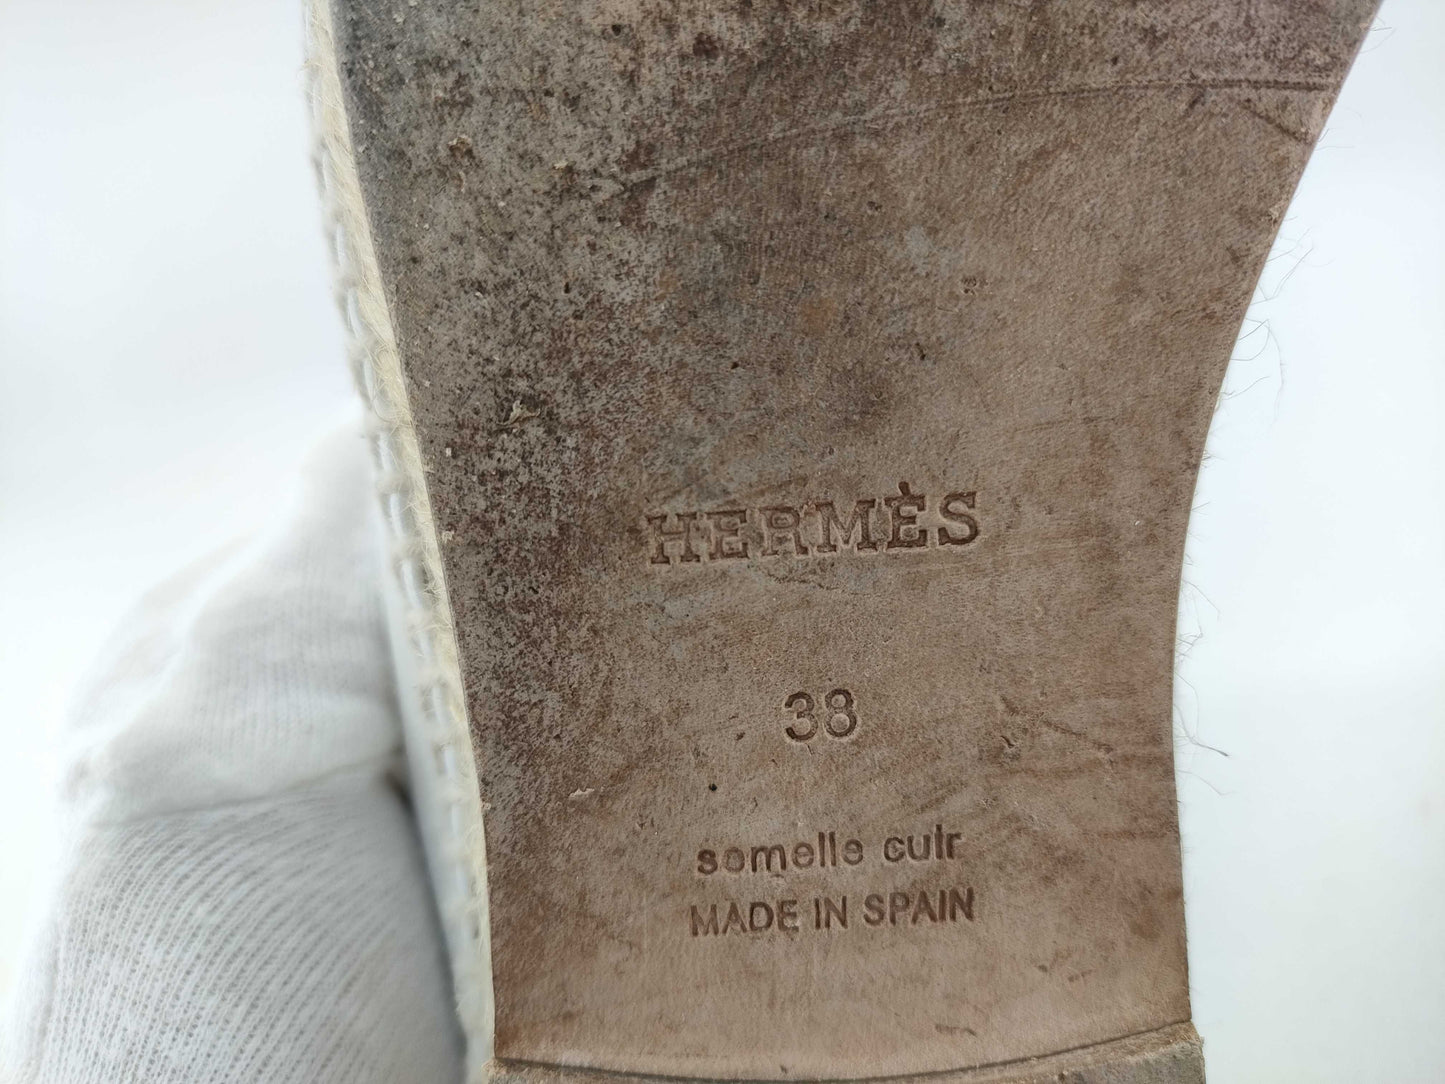 HERMÈS
38
semelle cuir
MADE IN SPAIN